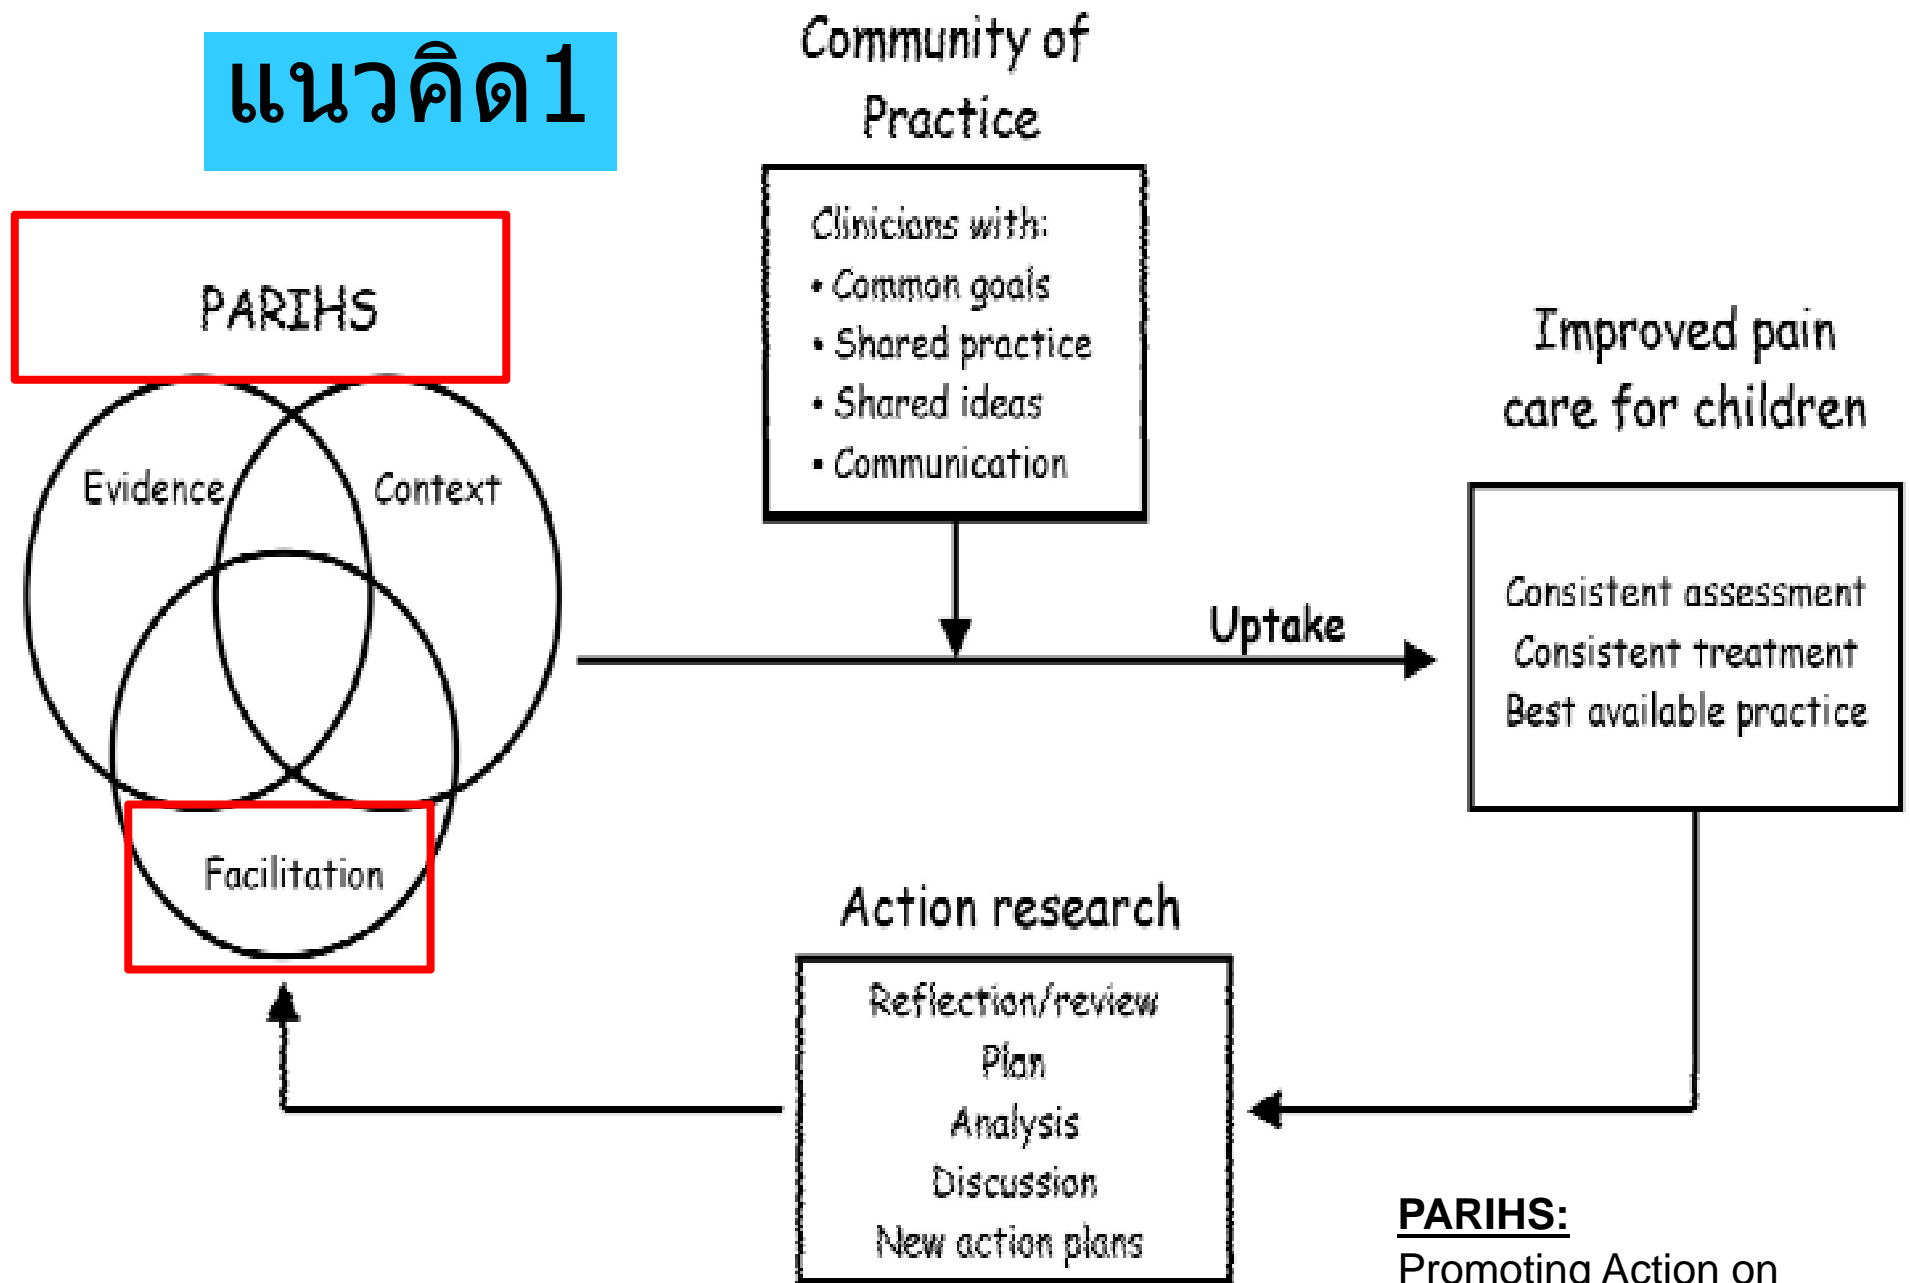 แนวคิด1
Community of
Practice
Clinicians with:
• Common goals
• Shared practice
• Shared ideas
• Communication
PARIHS
Evidence
Context
Facilitation
Uptake
Improved pain
care for children
Consistent assessment
Consistent treatment
Best available practice
Action research
Reflection/review
Plan
Analysis
Discussion
New action plans
PARIHS:
Promoting Action on